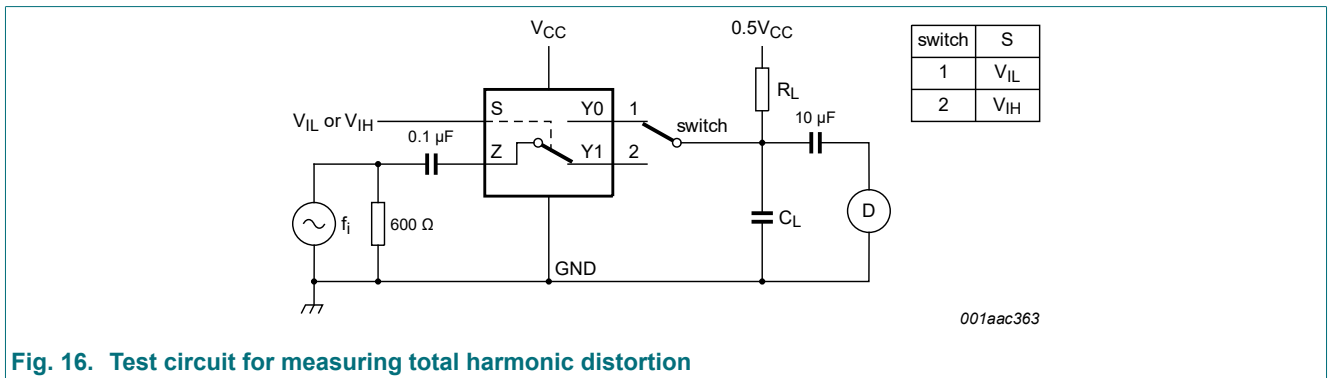 VCC
0.5VCC
switch S
1 VIL
2 VIH
RL
S Y0 1
VIL or VIH
switch
10 µF
0.1 µF
Z Y1 2
fi
600 Ω
CL
D
GND
001aac363
Fig. 16. Test circuit for measuring total harmonic distortion